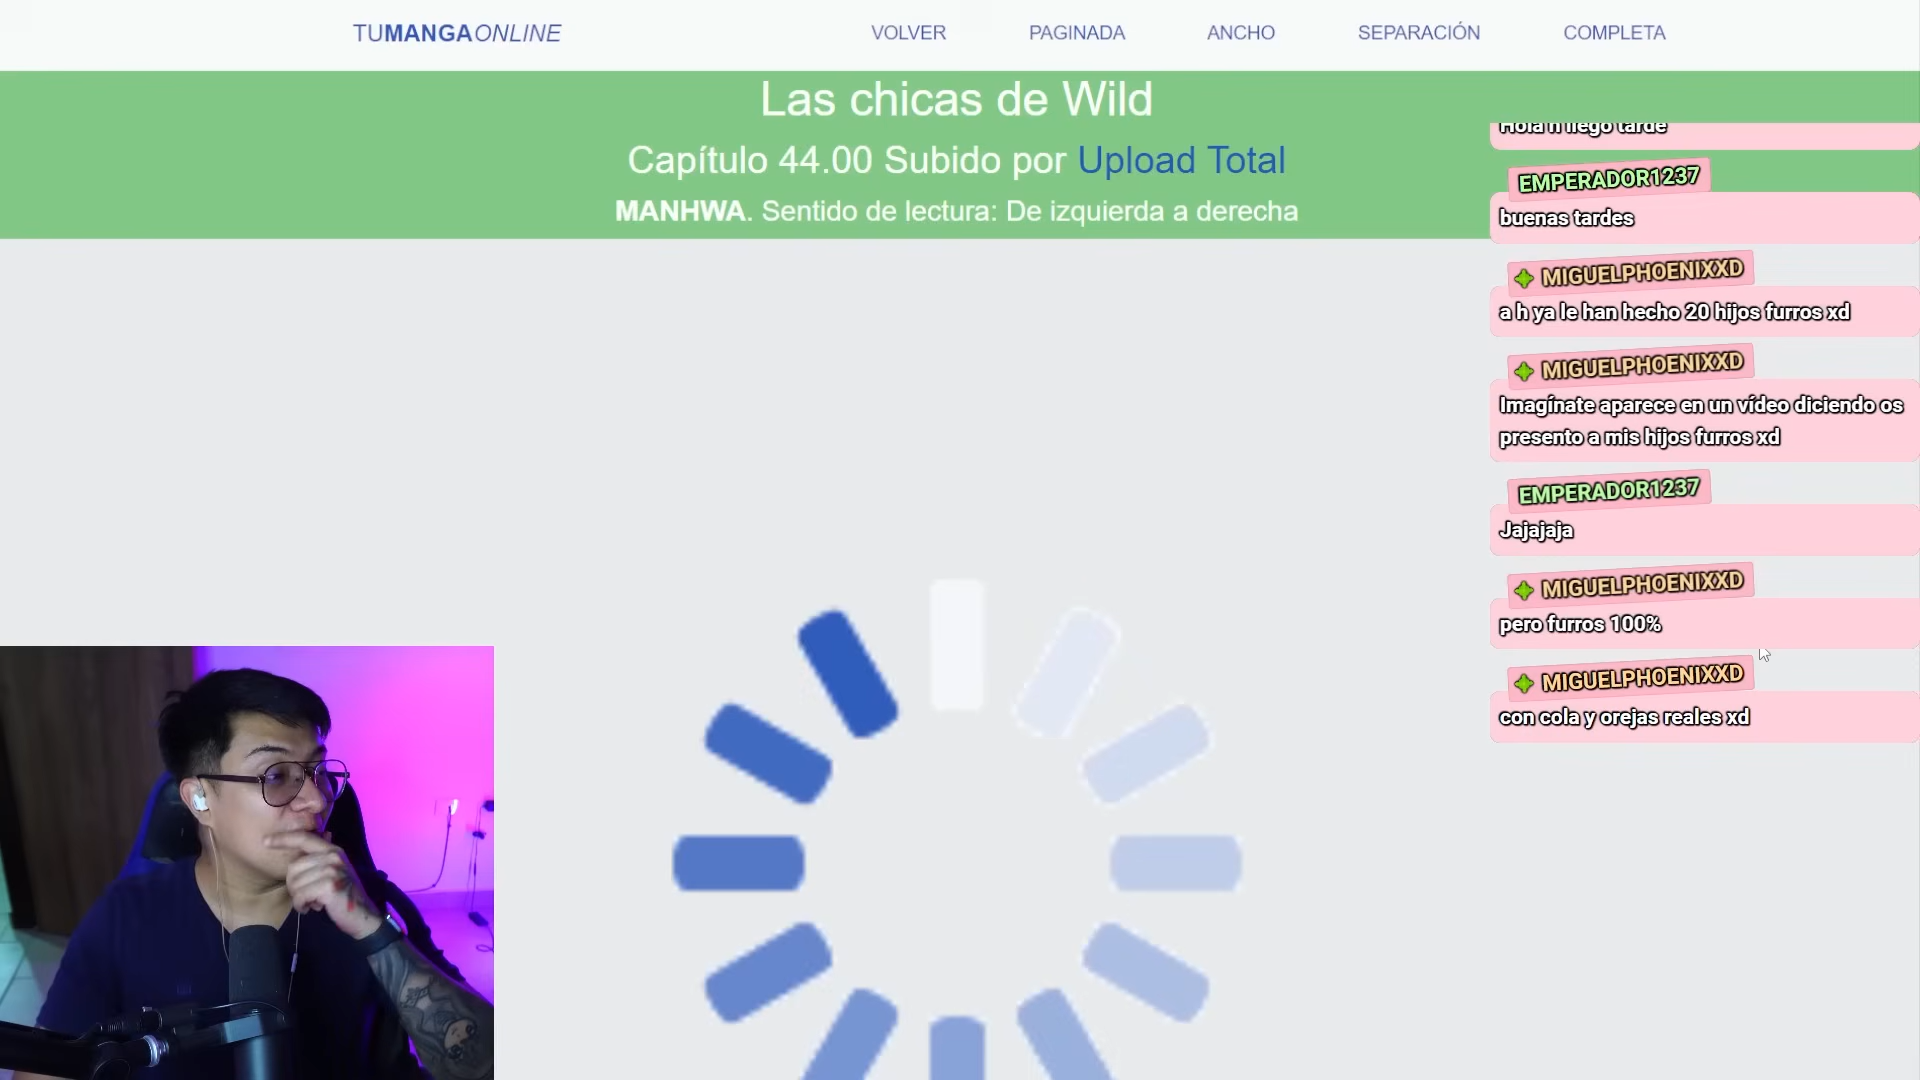 TUMANGAONLINE
VOLVER
PAGINADA
ANCHO
SEPARACIÓN
COMPLETA
Las chicas de Wild
Capítulo 44.00 Subido por Upload Total
MANHWA. Sentido de lectura: De izquierda a derecha
Hola n llego tarde
EMPERADOR1237
buenas tardes
MIGUELPHOENIXXD
a h ya le han hecho 20 hijos furros xd
MIGUELPHOENIXXD
Imagínate aparece en un vídeo diciendo os
presento a mis hijos furros xd
EMPERADOR1237
Jajajaja
MIGUELPHOENIXXD
pero furros 100%
MIGUELPHOENIXXD
con cola y orejas reales xd